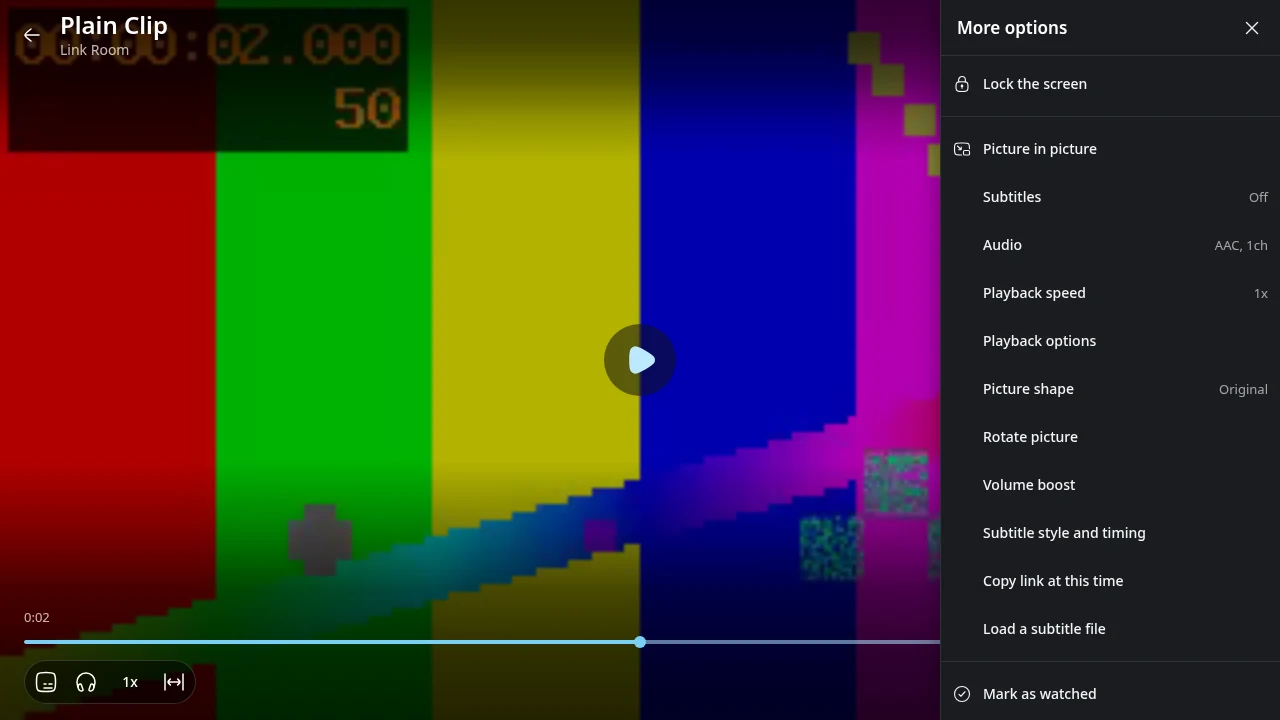 Plain Clip
Link Room
00:00:02.000
50
0:02
1x
More options
Lock the screen
Picture in picture
Subtitles Off
Audio AAC, 1ch
Playback speed 1x
Playback options
Picture shape Original
Rotate picture
Volume boost
Subtitle style and timing
Copy link at this time
Load a subtitle file
Mark as watched